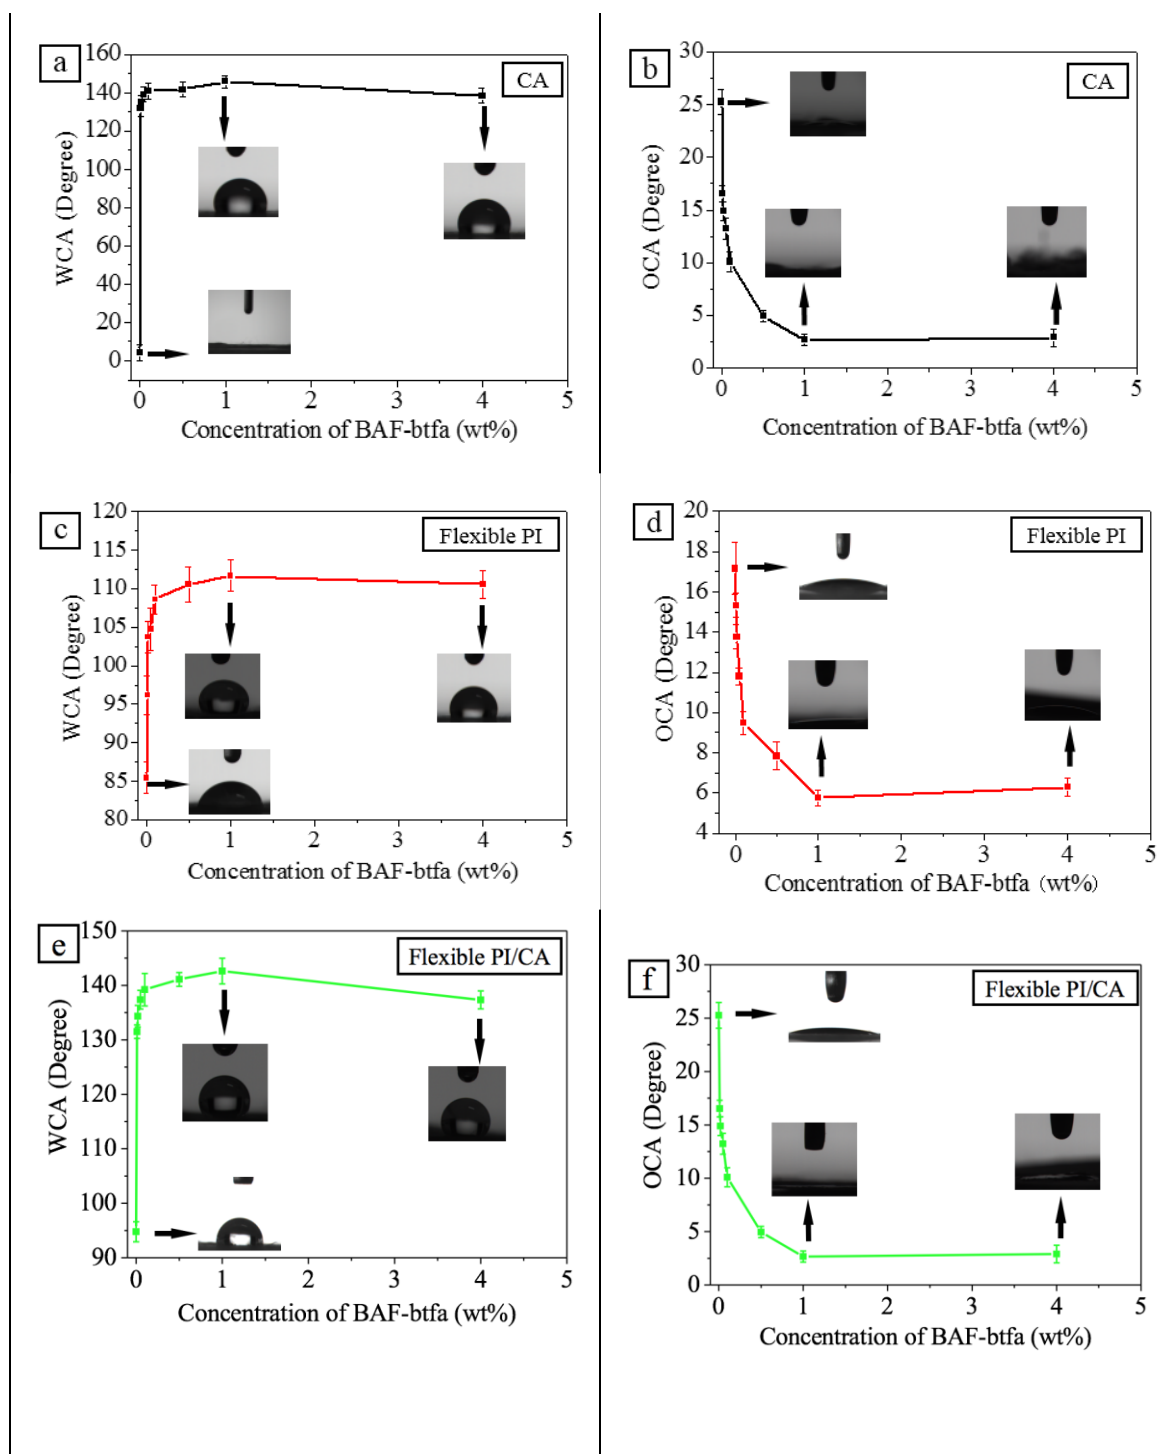 a
CA
WCA (Degree)
160
140
120
100
80
60
40
20
0
0 1 2 3 4 5
Concentration of BAF-btfa (wt%)
b
CA
OCA (Degree)
30
25
20
15
10
5
0
0 1 2 3 4 5
Concentration of BAF-btfa (wt%)
c
Flexible PI
WCA (Degree)
120
115
110
105
100
95
90
85
80
0 1 2 3 4 5
Concentration of BAF-btfa (wt%)
d
Flexible PI
OCA (Degree)
20
18
16
14
12
10
8
6
4
0 1 2 3 4 5
Concentration of BAF-btfa (wt%)
e
Flexible PI/CA
WCA (Degree)
150
140
130
120
110
100
90
0 1 2 3 4 5
Concentration of BAF-btfa (wt%)
f
Flexible PI/CA
OCA (Degree)
30
25
20
15
10
5
0
0 1 2 3 4 5
Concentration of BAF-btfa (wt%)